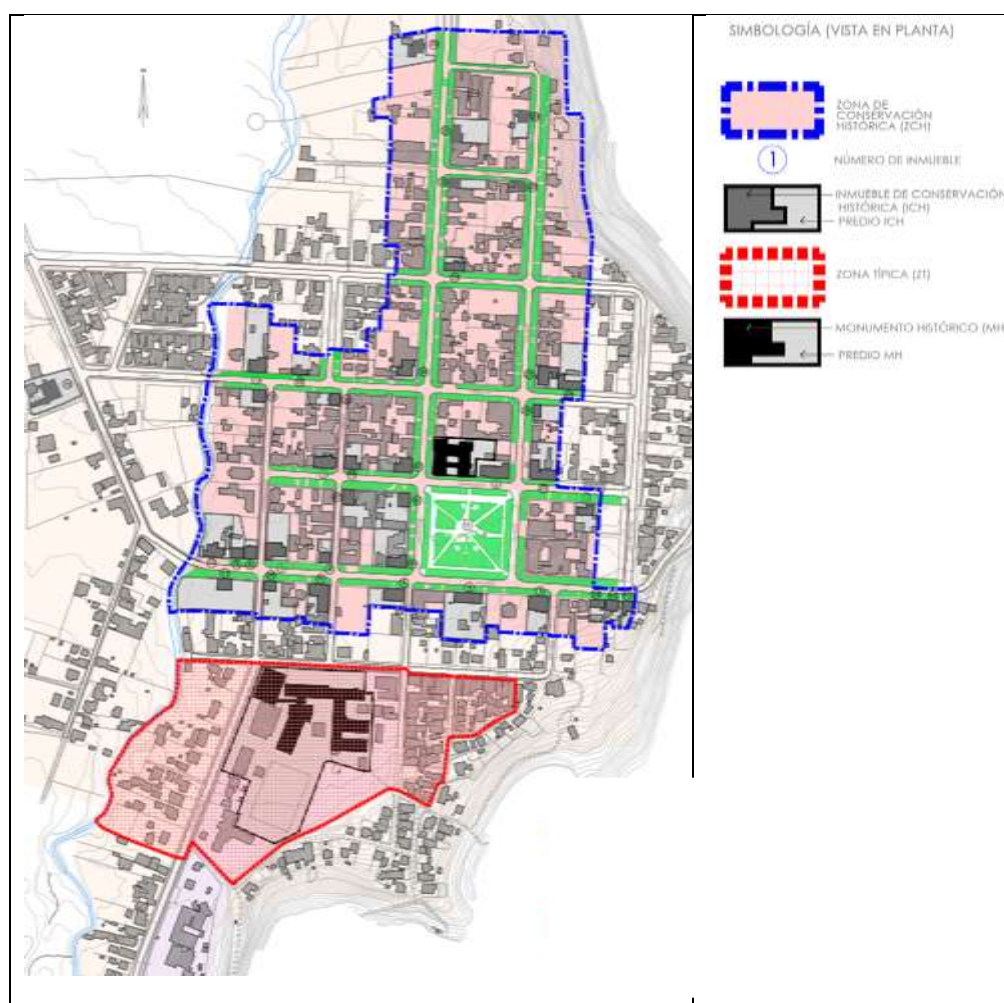 SIMBOLOGÍA (VISTA EN PLANTA)
ZONA DE
CONSERVACIÓN
HISTÓRICA (ZCH)
1
NÚMERO DE INMUEBLE
INMUEBLE DE CONSERVACIÓN
HISTÓRICA (ICH)
PREDIO ICH
ZONA TÍPICA (ZT)
MONUMENTO HISTÓRICO (MH
PREDIO MH